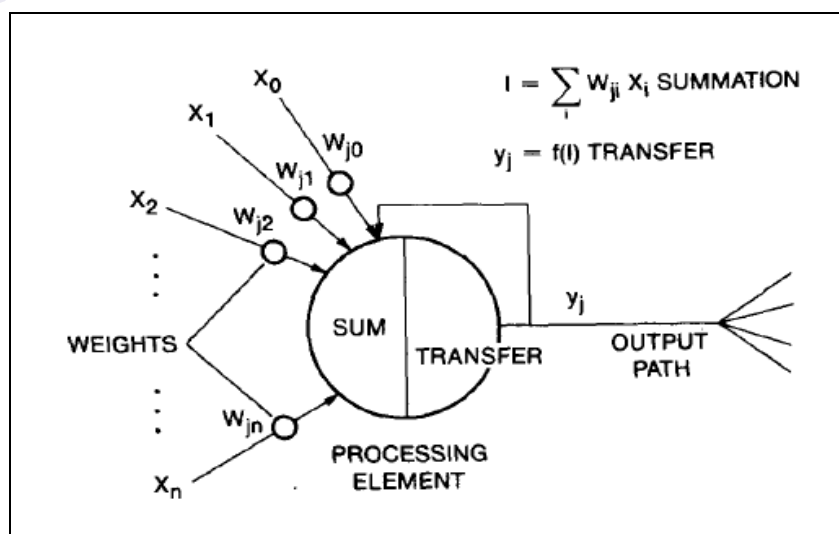 X₀
I = ∑ᵢ Wⱼᵢ Xᵢ SUMMATION
X₁
Wⱼ₀
yⱼ = f(I) TRANSFER
Wⱼ₁
X₂
Wⱼ₂
yⱼ
SUM
WEIGHTS
TRANSFER
OUTPUT
PATH
Wⱼₙ
PROCESSING
ELEMENT
Xₙ